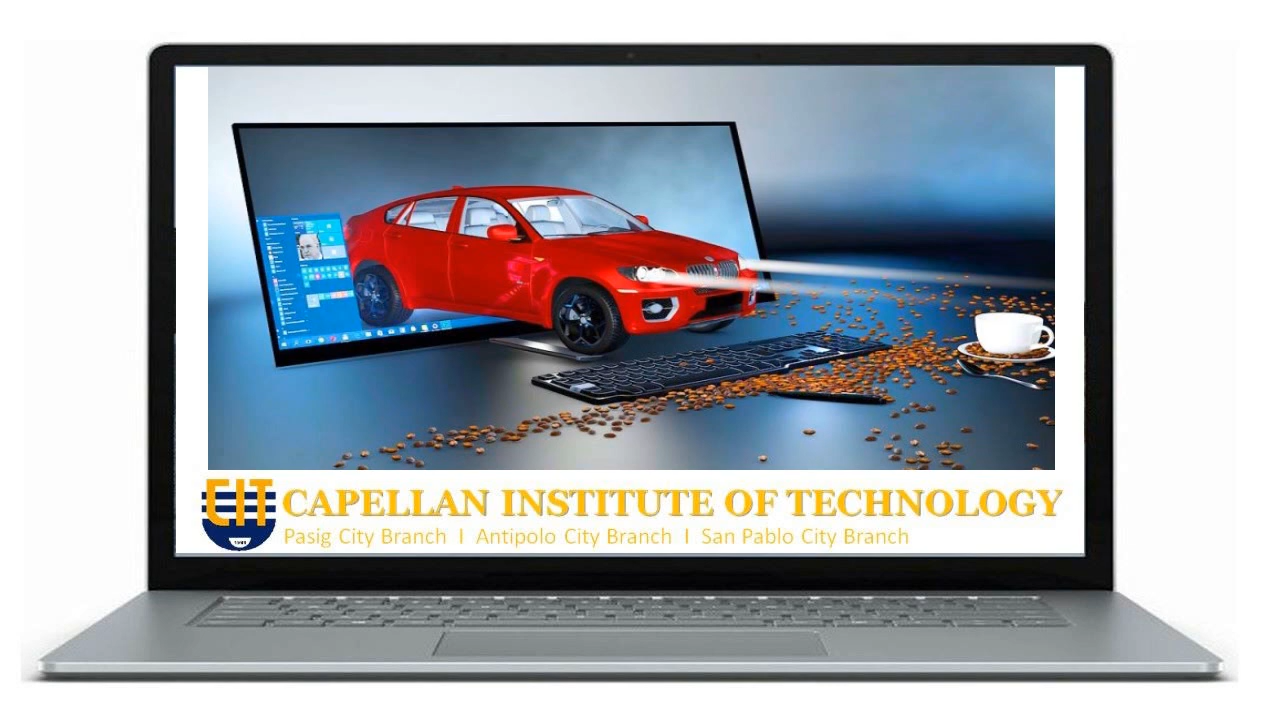 CIT CAPELLAN INSTITUTE OF TECHNOLOGY
Pasig City Branch I Antipolo City Branch I San Pablo City Branch